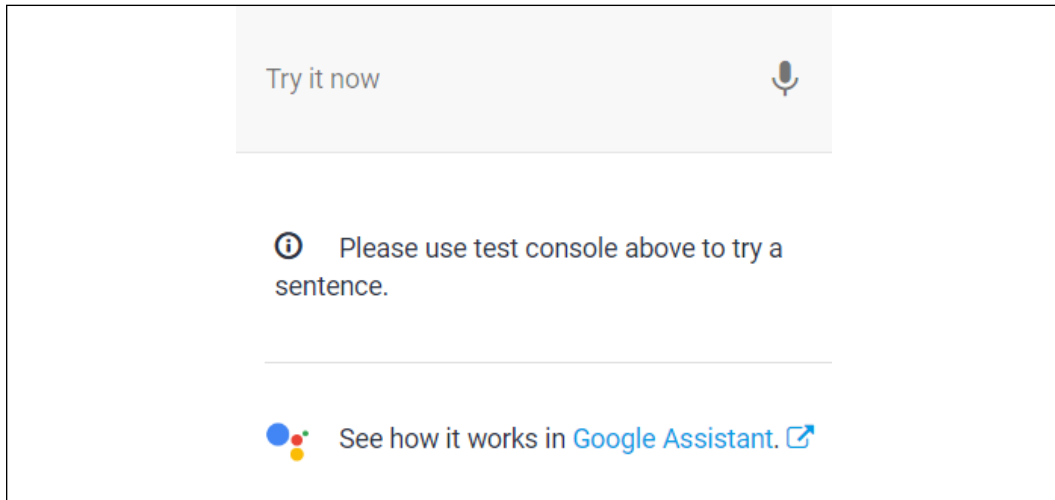 Try it now
Please use test console above to try a
sentence.
See how it works in Google Assistant.